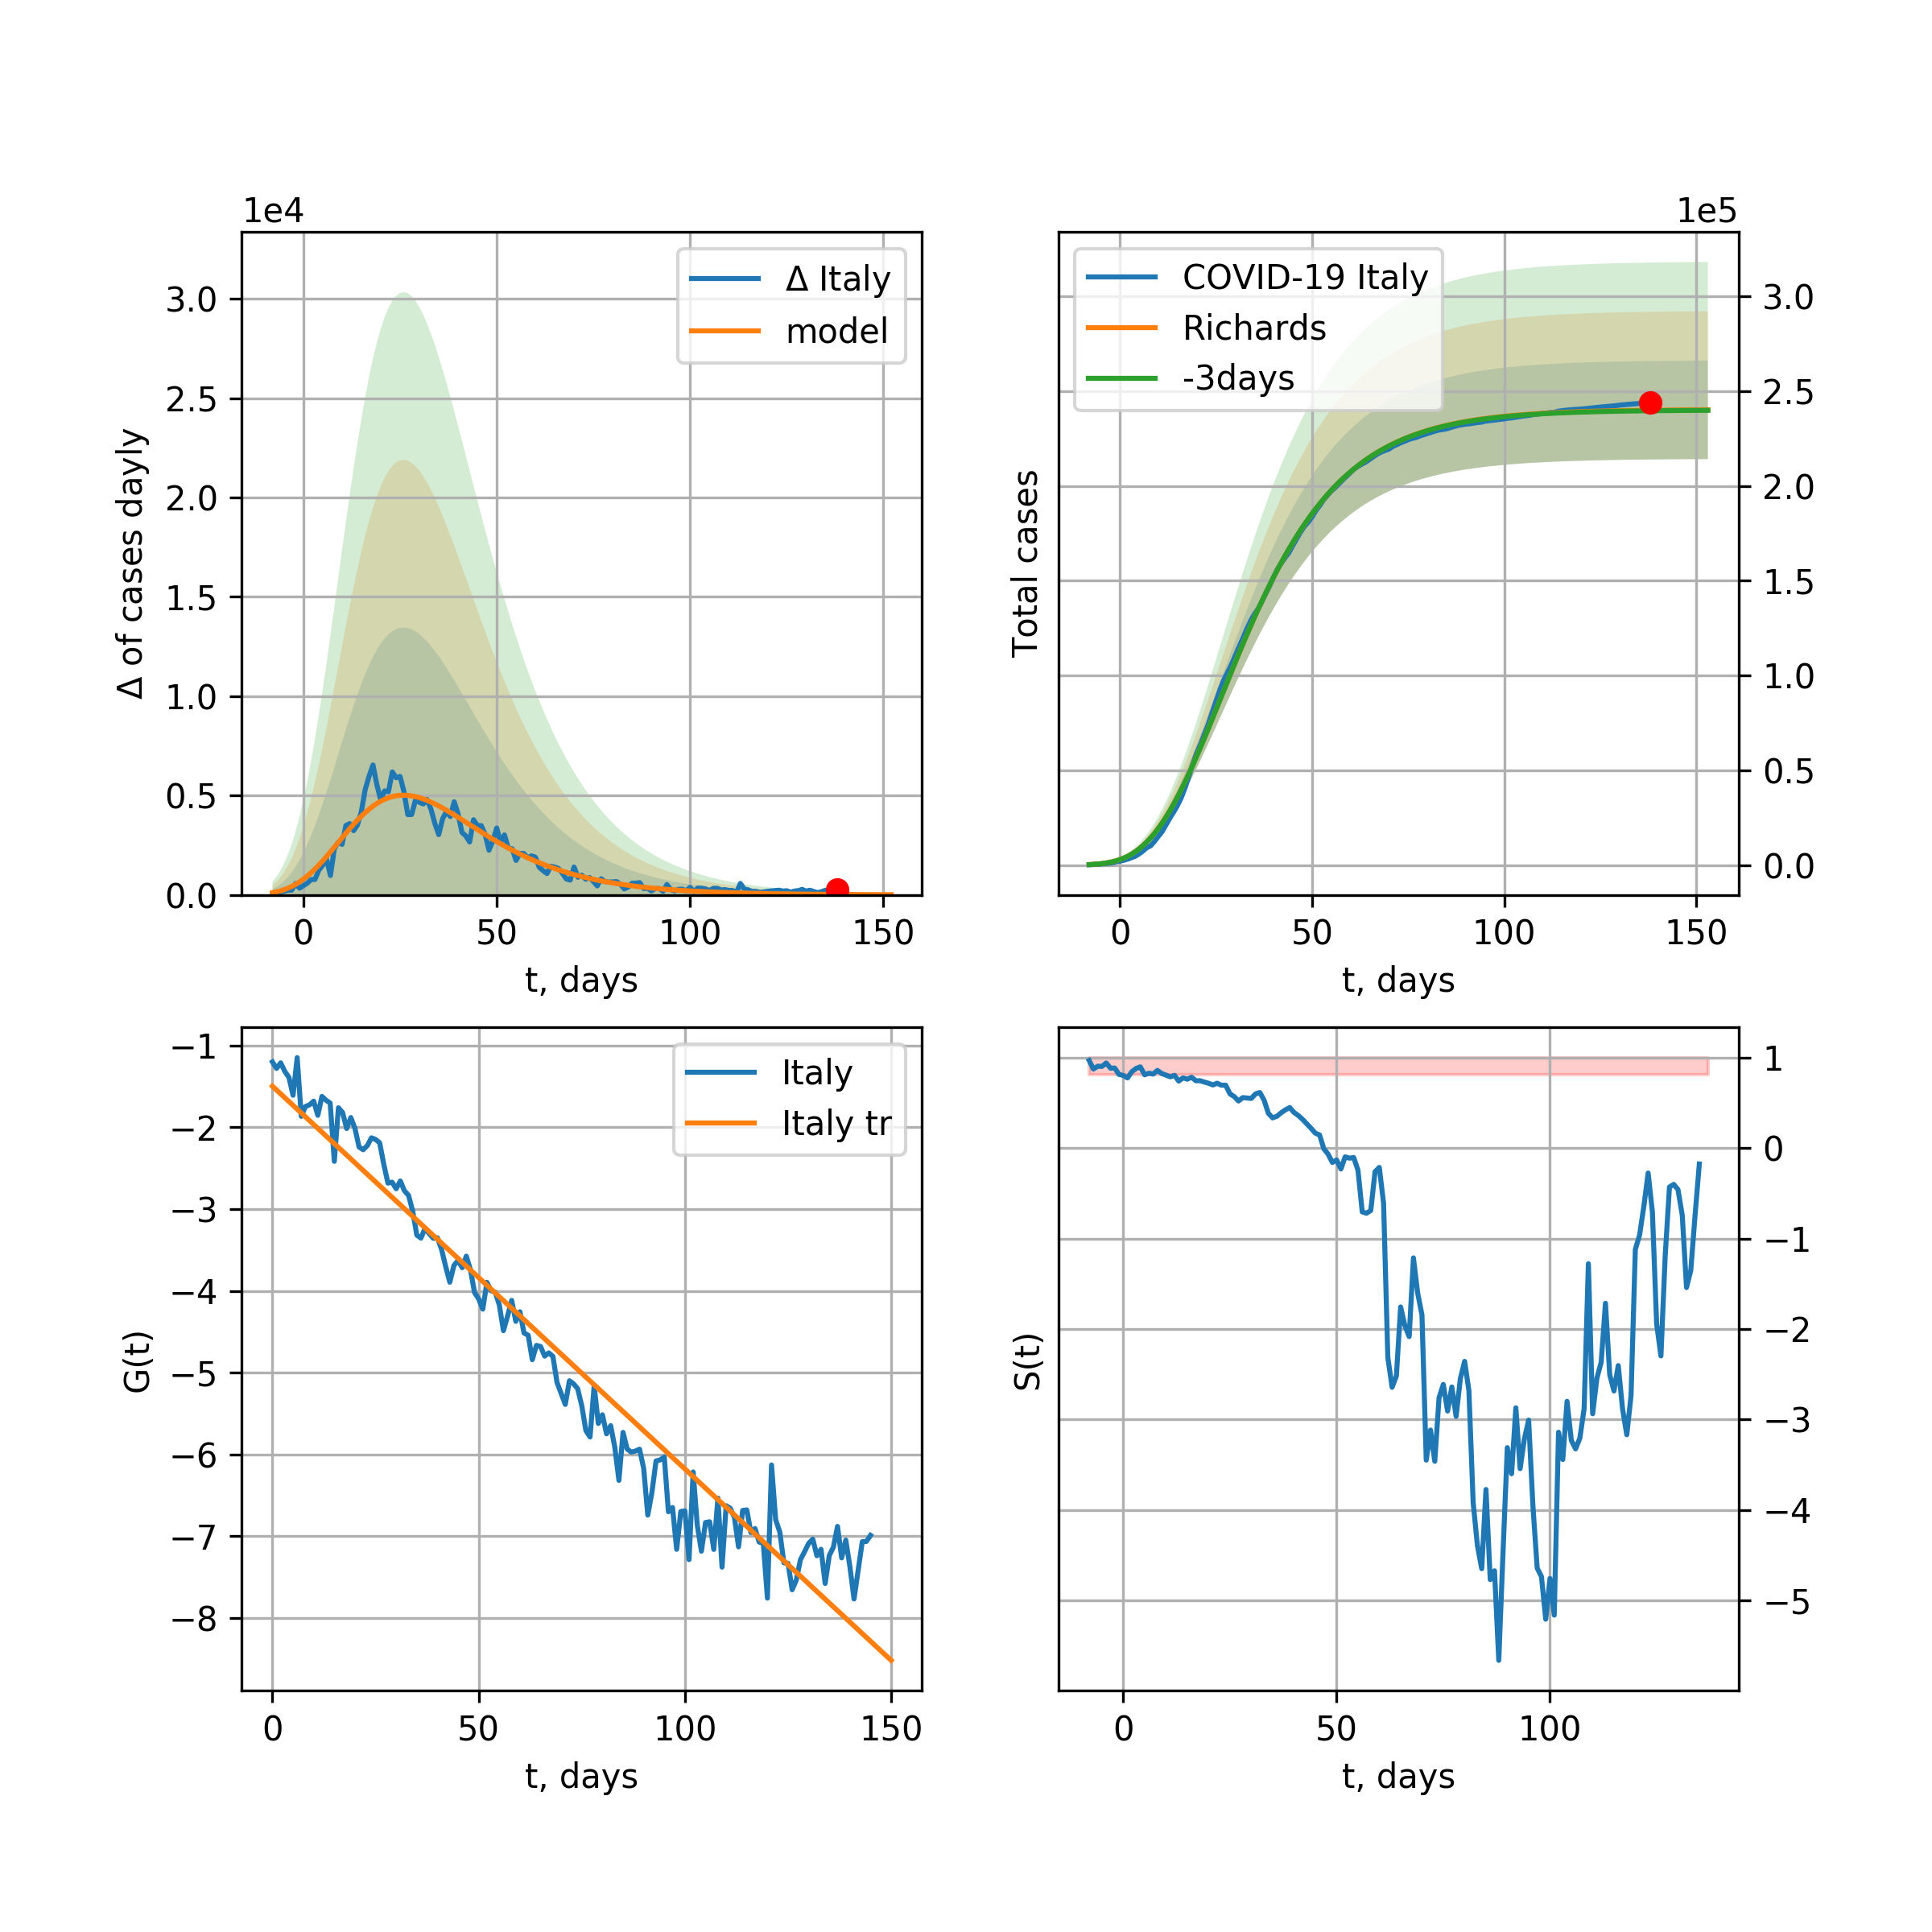 1e4
Δ Italy
model
3.0
2.5
2.0
1.5
1.0
0.5
0.0
Δ of cases dayly
0 50 100 150
t, days
1e5
COVID-19 Italy
Richards
-3days
3.0
2.5
2.0
1.5
1.0
0.5
0.0
Total cases
0 50 100 150
t, days
Italy
Italy tr
−1
−2
−3
−4
−5
−6
−7
−8
G(t)
0 50 100 150
t, days
1
0
−1
−2
−3
−4
−5
S(t)
0 50 100
t, days